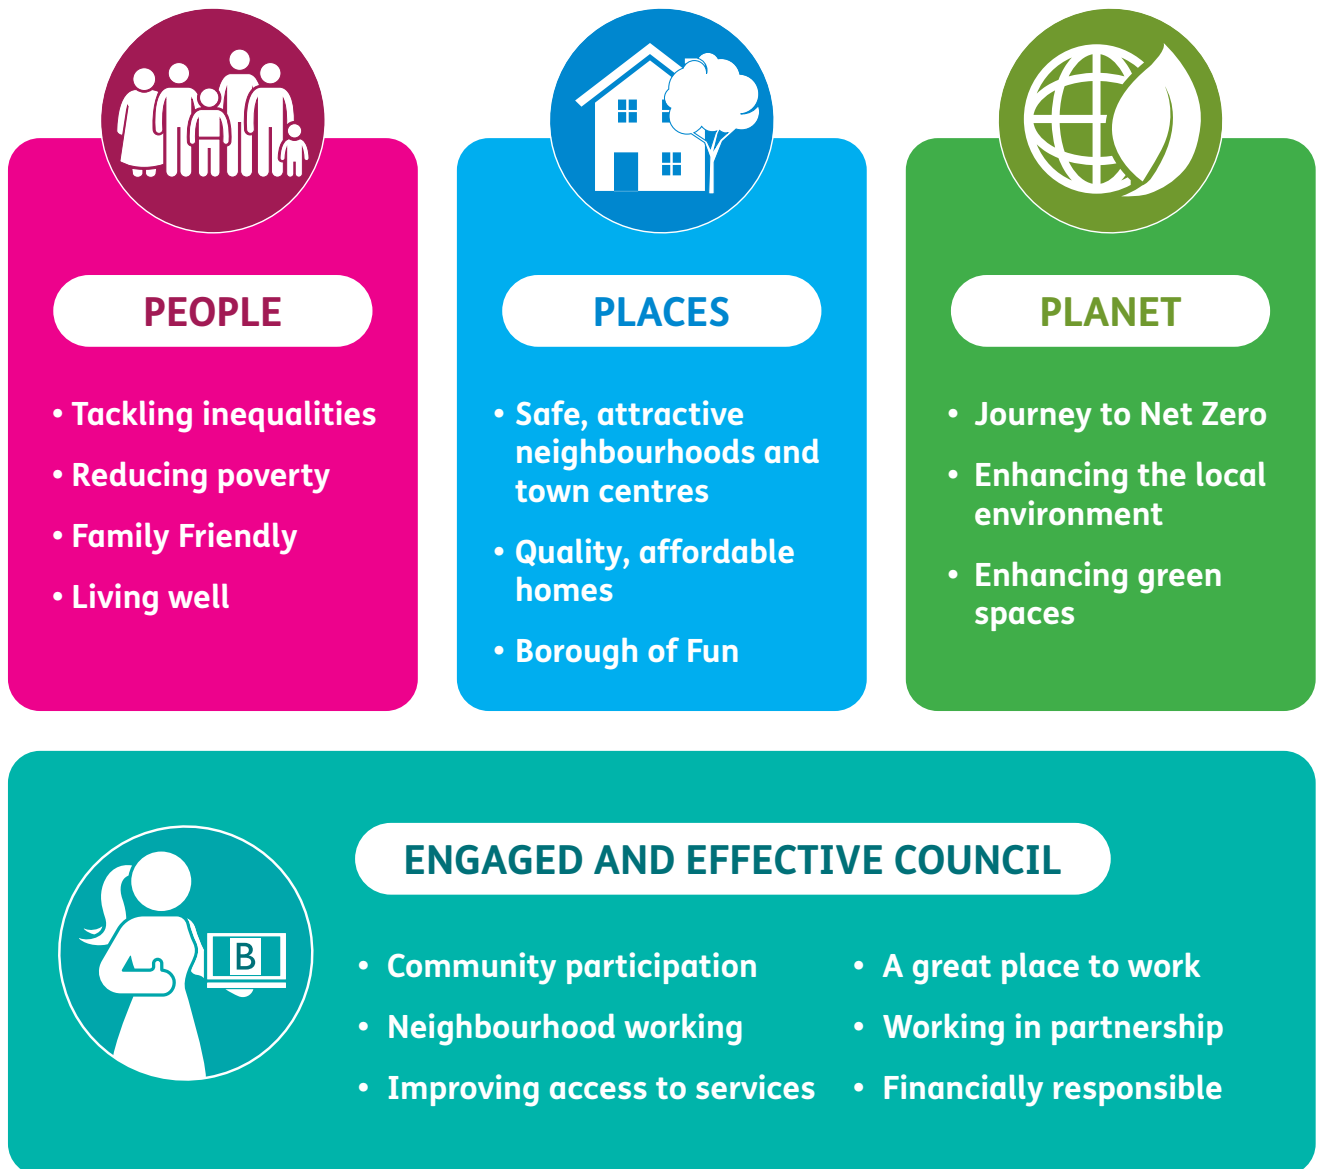 PEOPLE
• Tackling inequalities
• Reducing poverty
• Family Friendly
• Living well
PLACES
• Safe, attractive
neighbourhoods and
town centres
• Quality, affordable
homes
• Borough of Fun
PLANET
• Journey to Net Zero
• Enhancing the local
environment
• Enhancing green
spaces
B
ENGAGED AND EFFECTIVE COUNCIL
• Community participation
• Neighbourhood working
• Improving access to services
• A great place to work
• Working in partnership
• Financially responsible